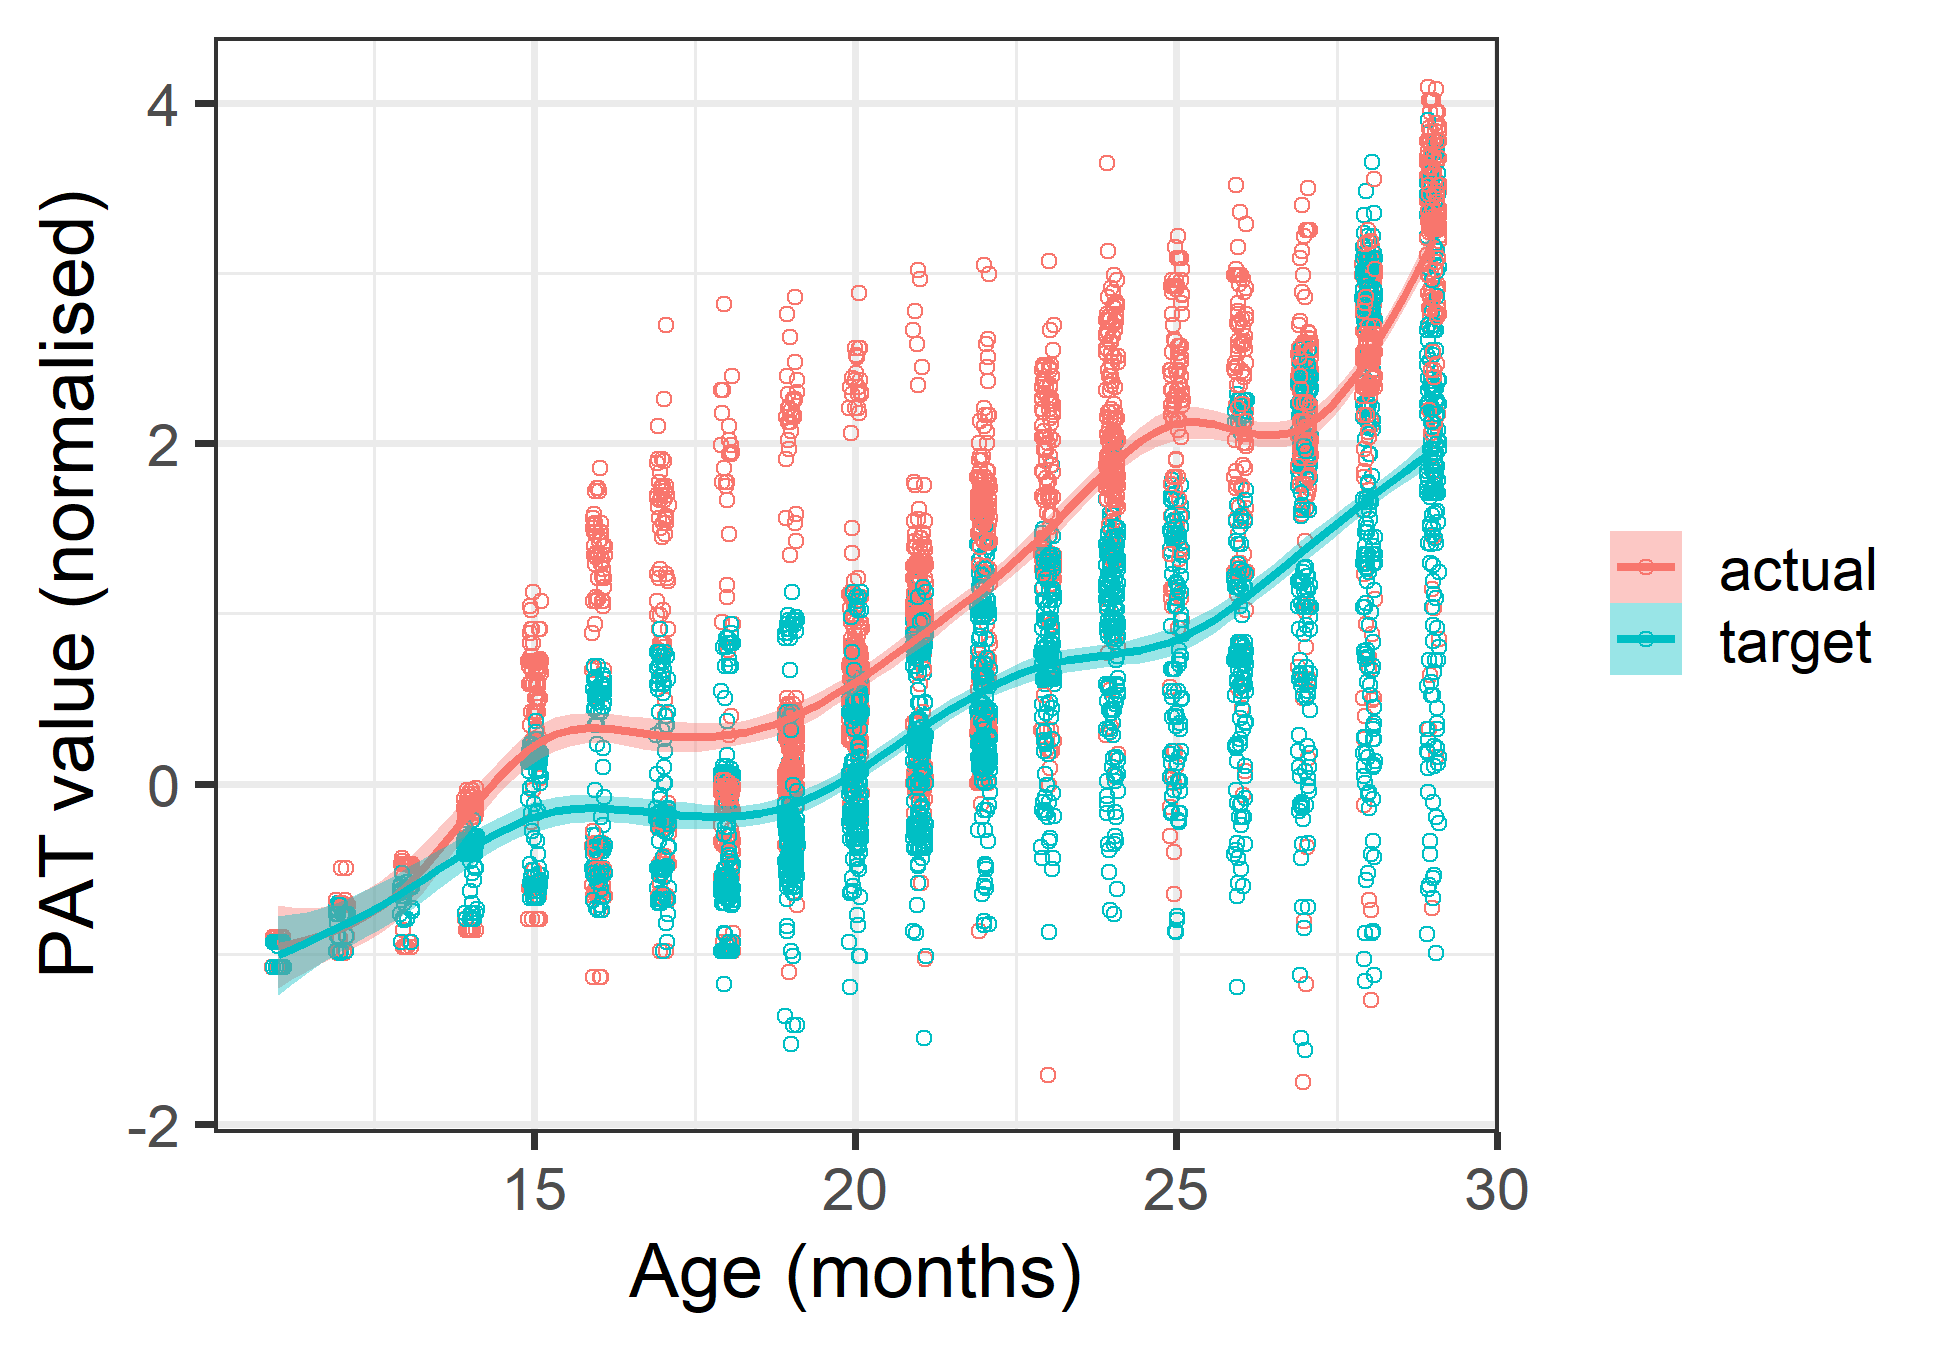 PAT value (normalised)
4
2
0
-2
15 20 25 30
Age (months)
actual
target